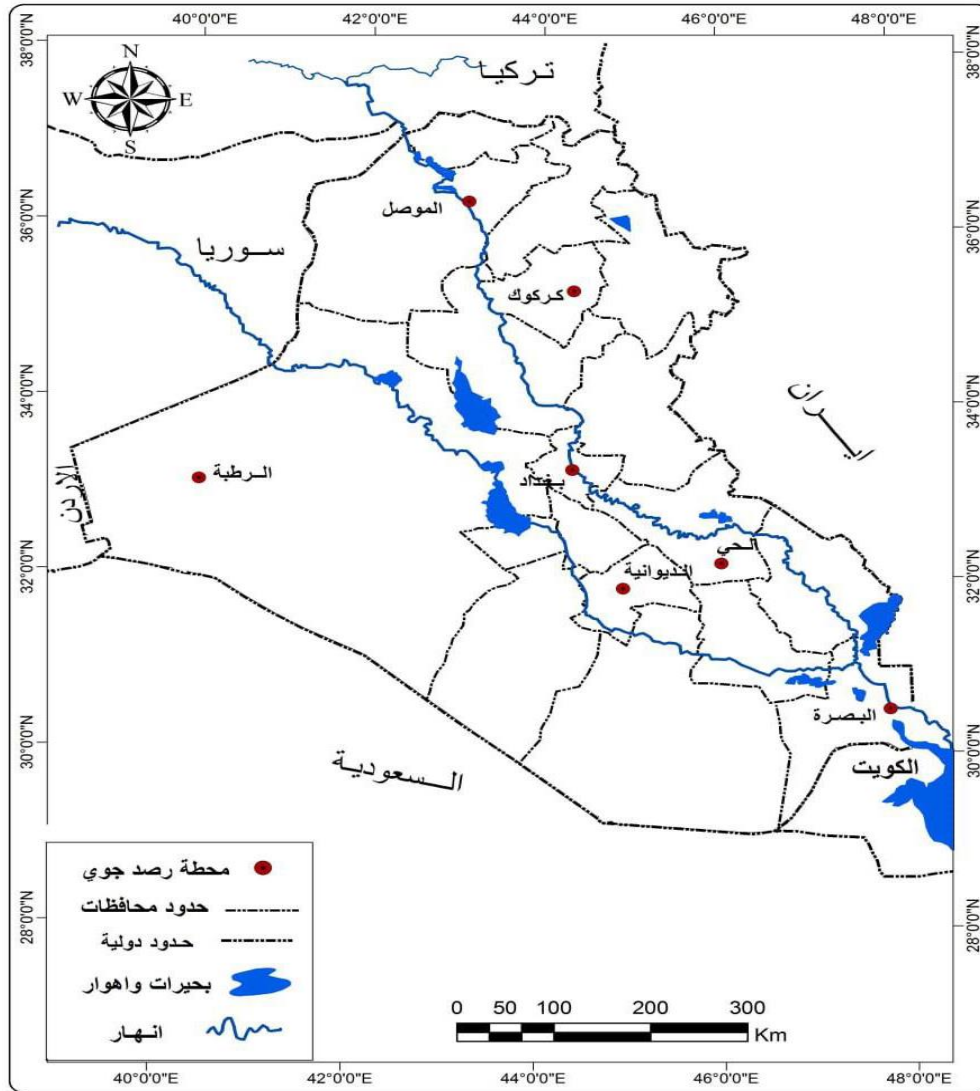 40°0'0"E 42°0'0"E 44°0'0"E 46°0'0"E 48°0'0"E
38°0'0"N
38°0'0"N
N
W E
S
تركيا
الموصل
36°0'0"N
36°0'0"N
سوريا
كركوك
34°0'0"N
34°0'0"N
ايران
الرطبة
بغداد
الاردن
الحي
الديوانية
32°0'0"N
32°0'0"N
البصرة
30°0'0"N
30°0'0"N
الكويت
السعودية
محطة رصد جوي
حدود محافظات
حدود دولية
بحيرات واهوار
انهار
28°0'0"N
28°0'0"N
0 50 100 200 300
Km
40°0'0"E 42°0'0"E 44°0'0"E 46°0'0"E 48°0'0"E